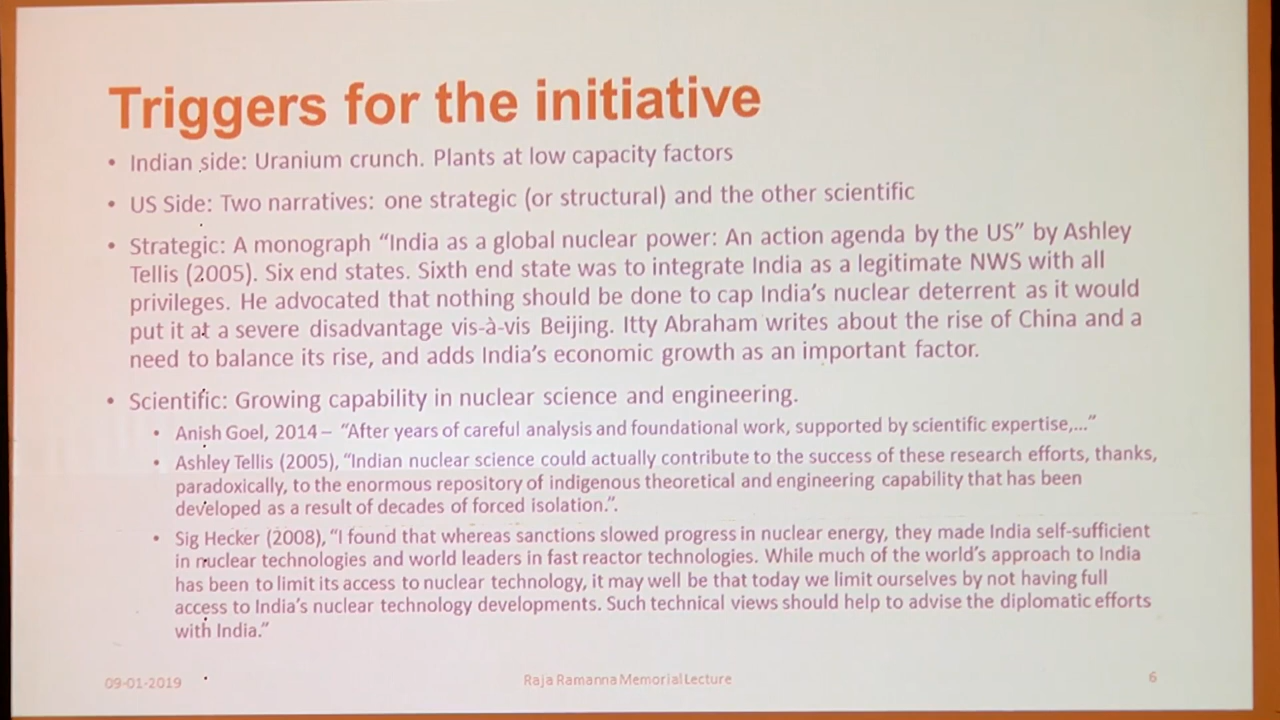 Triggers for the initiative
• Indian side: Uranium crunch. Plants at low capacity factors
• US Side: Two narratives: one strategic (or structural) and the other scientific
• Strategic: A monograph “India as a global nuclear power: An action agenda by the US” by Ashley
Tellis (2005). Six end states. Sixth end state was to integrate India as a legitimate NWS with all
privileges. He advocated that nothing should be done to cap India’s nuclear deterrent as it would
put it at a severe disadvantage vis-à-vis Beijing. Itty Abraham writes about the rise of China and a
need to balance its rise, and adds India’s economic growth as an important factor.
• Scientific: Growing capability in nuclear science and engineering.
• Anish Goel, 2014 – “After years of careful analysis and foundational work, supported by scientific expertise,...”
• Ashley Tellis (2005), “Indian nuclear science could actually contribute to the success of these research efforts, thanks,
paradoxically, to the enormous repository of indigenous theoretical and engineering capability that has been
developed as a result of decades of forced isolation.”.
• Sig Hecker (2008), “I found that whereas sanctions slowed progress in nuclear energy, they made India self-sufficient
in nuclear technologies and world leaders in fast reactor technologies. While much of the world’s approach to India
has been to limit its access to nuclear technology, it may well be that today we limit ourselves by not having full
access to India’s nuclear technology developments. Such technical views should help to advise the diplomatic efforts
with India.”
09-01-2019
Raja Ramanna Memorial Lecture
6